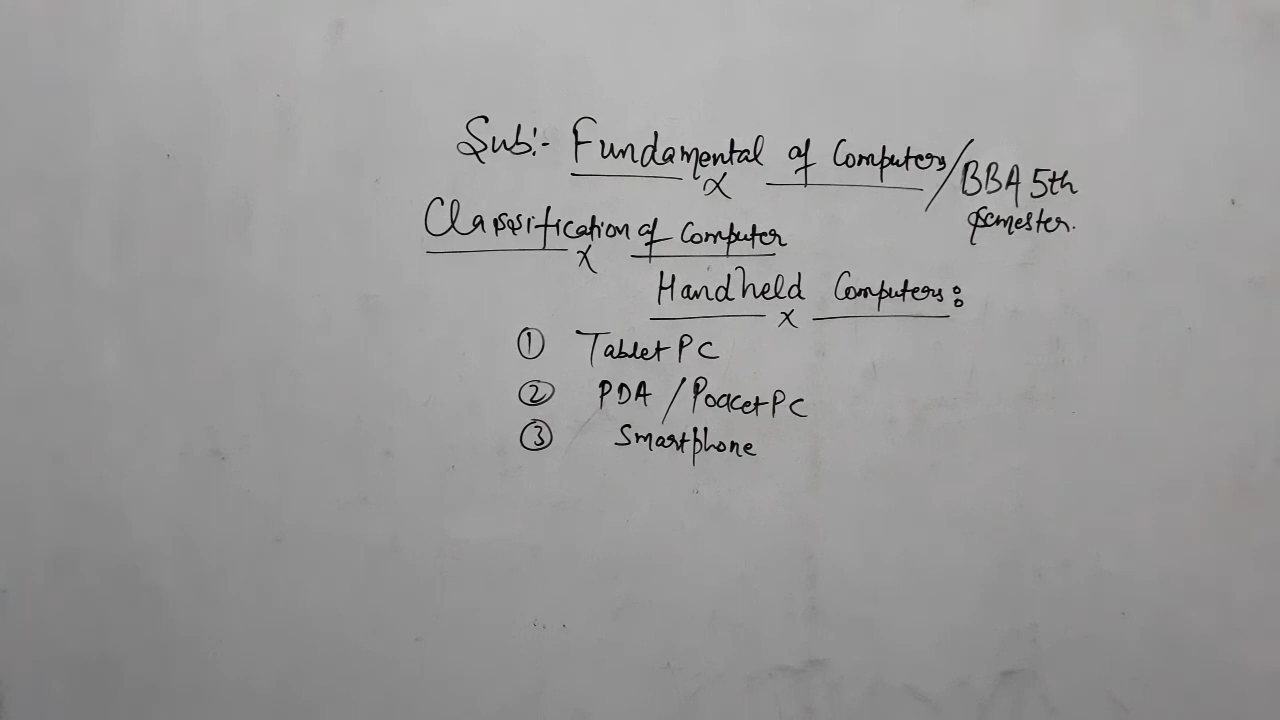 Sub:- Fundamental of Computers/BBA 5th
semester.
Classification of Computer
Handheld Computers:
① Tablet PC
② PDA / Poacet PC
③ Smartphone